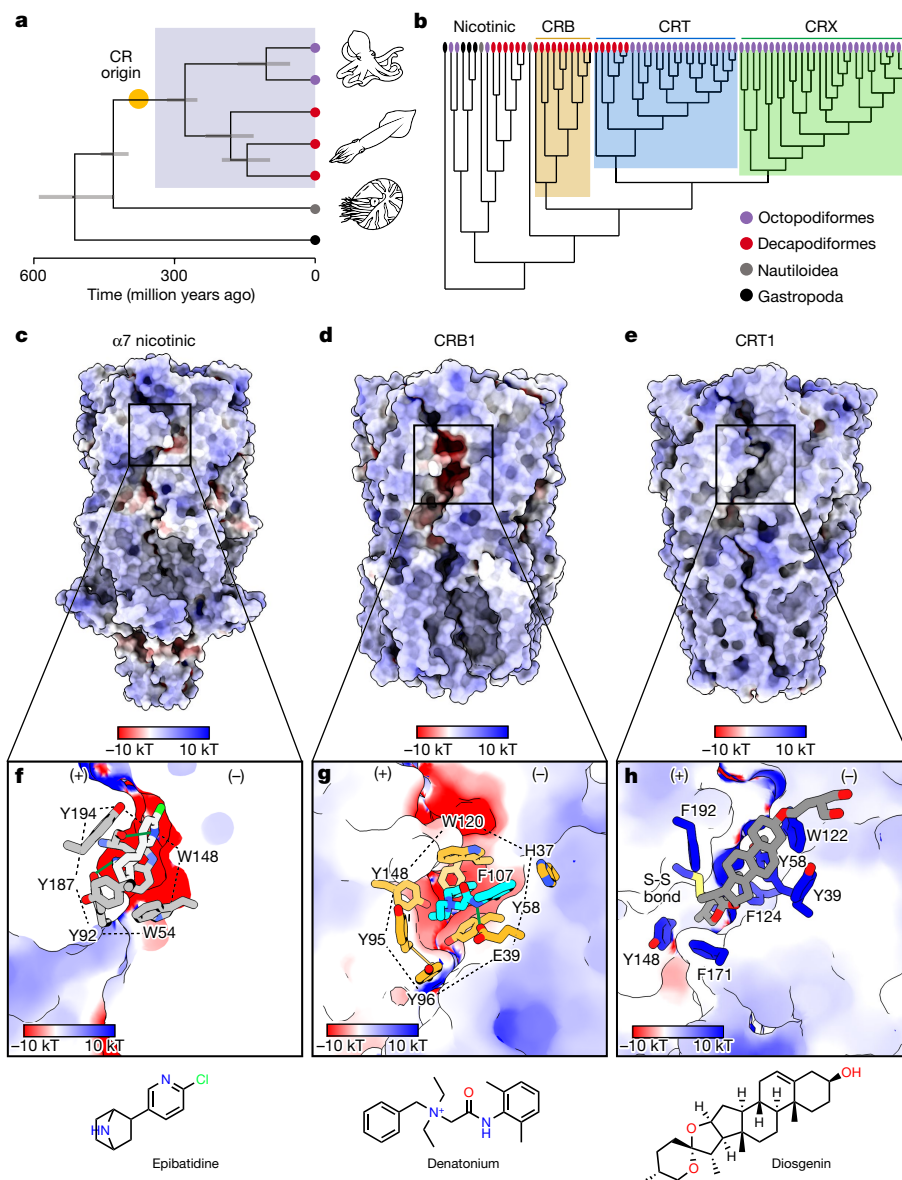 a
CR
origin
600
300
0
Time (million years ago)
b
Nicotinic
CRB
CRT
CRX
Octopodiformes
Decapodiformes
Nautiloidea
Gastropoda
c
α7 nicotinic
d
CRB1
e
CRT1
−10 kT
10 kT
−10 kT
10 kT
−10 kT
10 kT
f
(+)
(−)
Y194
W148
Y187
Y92
W54
−10 kT
10 kT
g
(+)
(−)
W120
H37
Y148
F107
Y58
Y95
E39
Y96
−10 kT
10 kT
h
(+)
(−)
F192
W122
Y58
S–S
bond
Y39
F124
Y148
F171
−10 kT
10 kT
N
Cl
HN
Epibatidine
O
N+
N
H
Denatonium
OH
H
H
H
H
O
O
Diosgenin